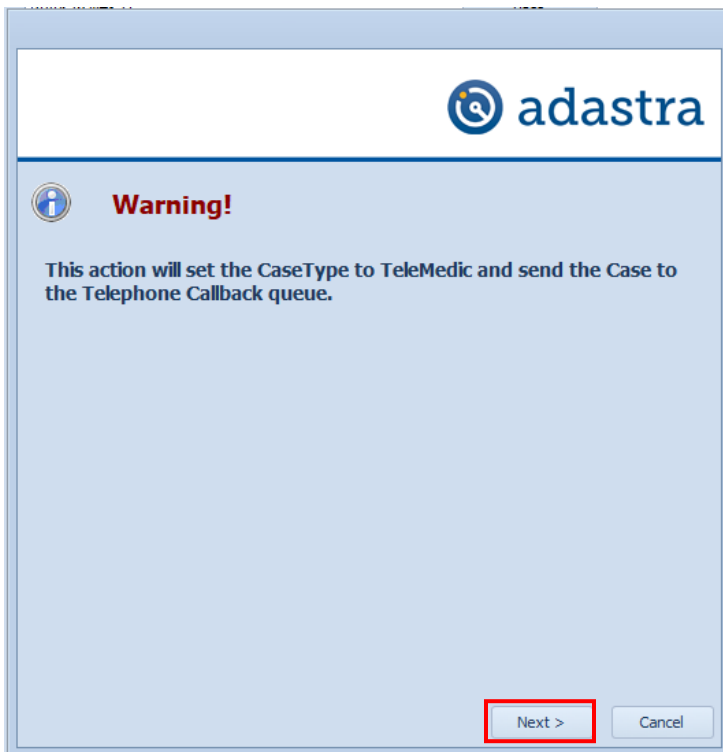 adastra
Warning!
This action will set the CaseType to TeleMedic and send the Case to
the Telephone Callback queue.
Next >
Cancel